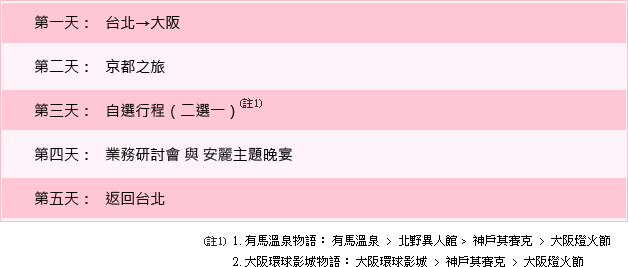 第一天： 台北→大阪
第二天： 京都之旅
第三天： 自選行程（二選一）(註1)
第四天： 業務研討會 與 安麗主題晚宴
第五天： 返回台北
(註1) 1. 有馬溫泉物語： 有馬溫泉 > 北野異人館 > 神戶其賽克 > 大阪燈火節
2. 大阪環球影城物語： 大阪環球影城 > 神戶其賽克 > 大阪燈火節